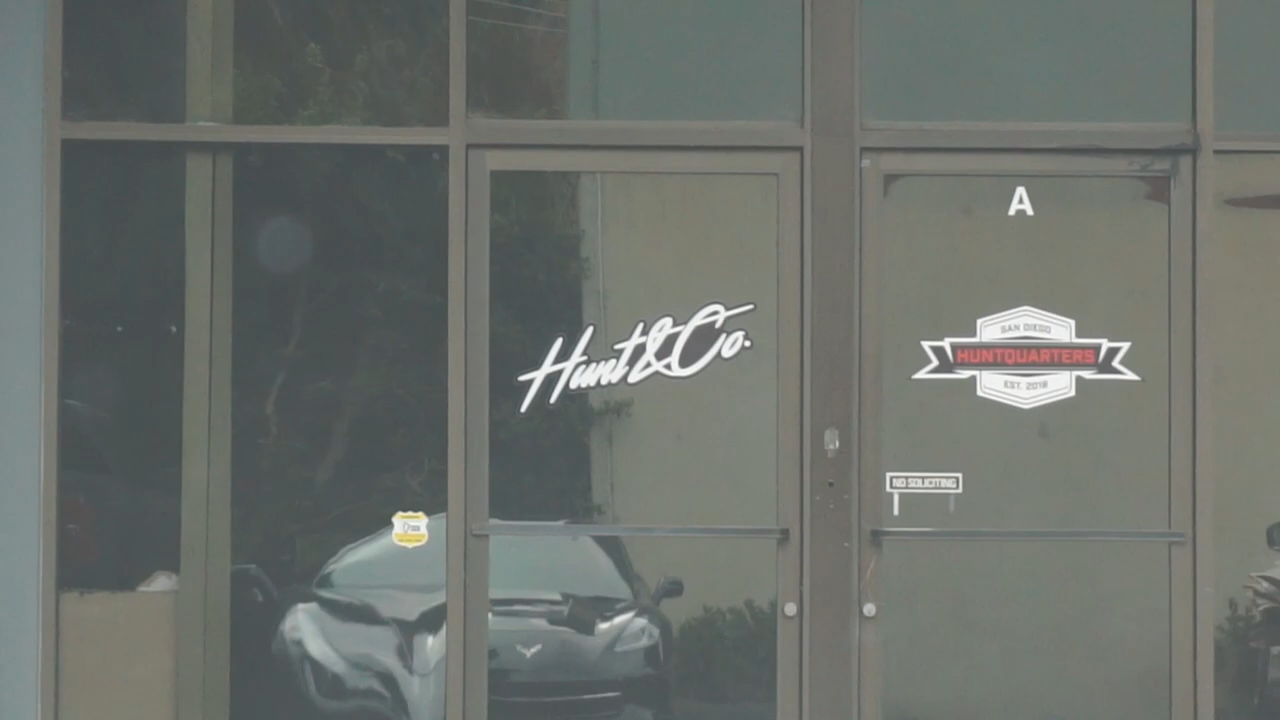 A
Hunt&Co.
SAN DIEGO
HUNTQUARTERS
EST. 2018
NO SOLICITING